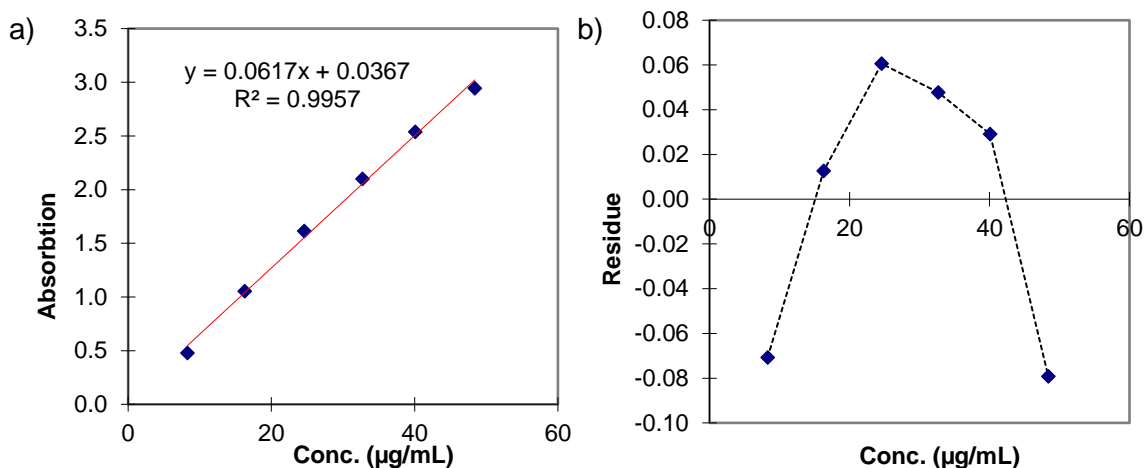 a)
3.5
3.0
2.5
2.0
1.5
1.0
0.5
0.0
Absorbtion
y = 0.0617x + 0.0367
R² = 0.9957
0 20 40 60
Conc. (µg/mL)
b)
0.08
0.06
0.04
0.02
0.00
-0.02
-0.04
-0.06
-0.08
-0.10
Residue
0 20 40 60
Conc. (µg/mL)